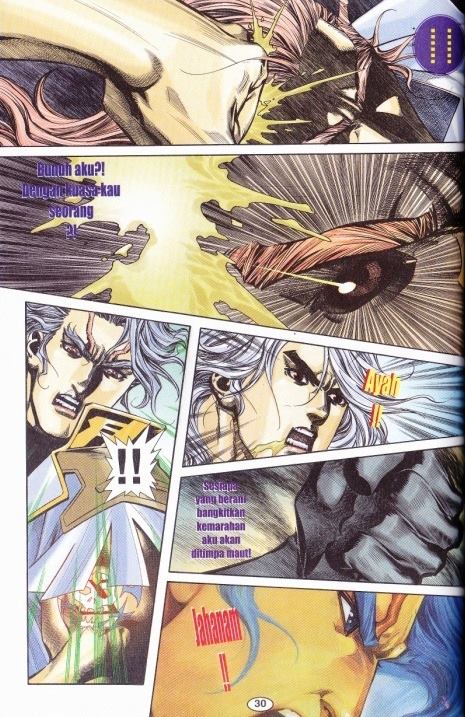 !!
Bunuh aku?!
Dengan kuasa kau
seorang
?!
Ayah
!!
!!
Sesiapa
yang berani
bangkitkan
kemarahan
aku akan
ditimpa maut!
Jahanam
!!
30